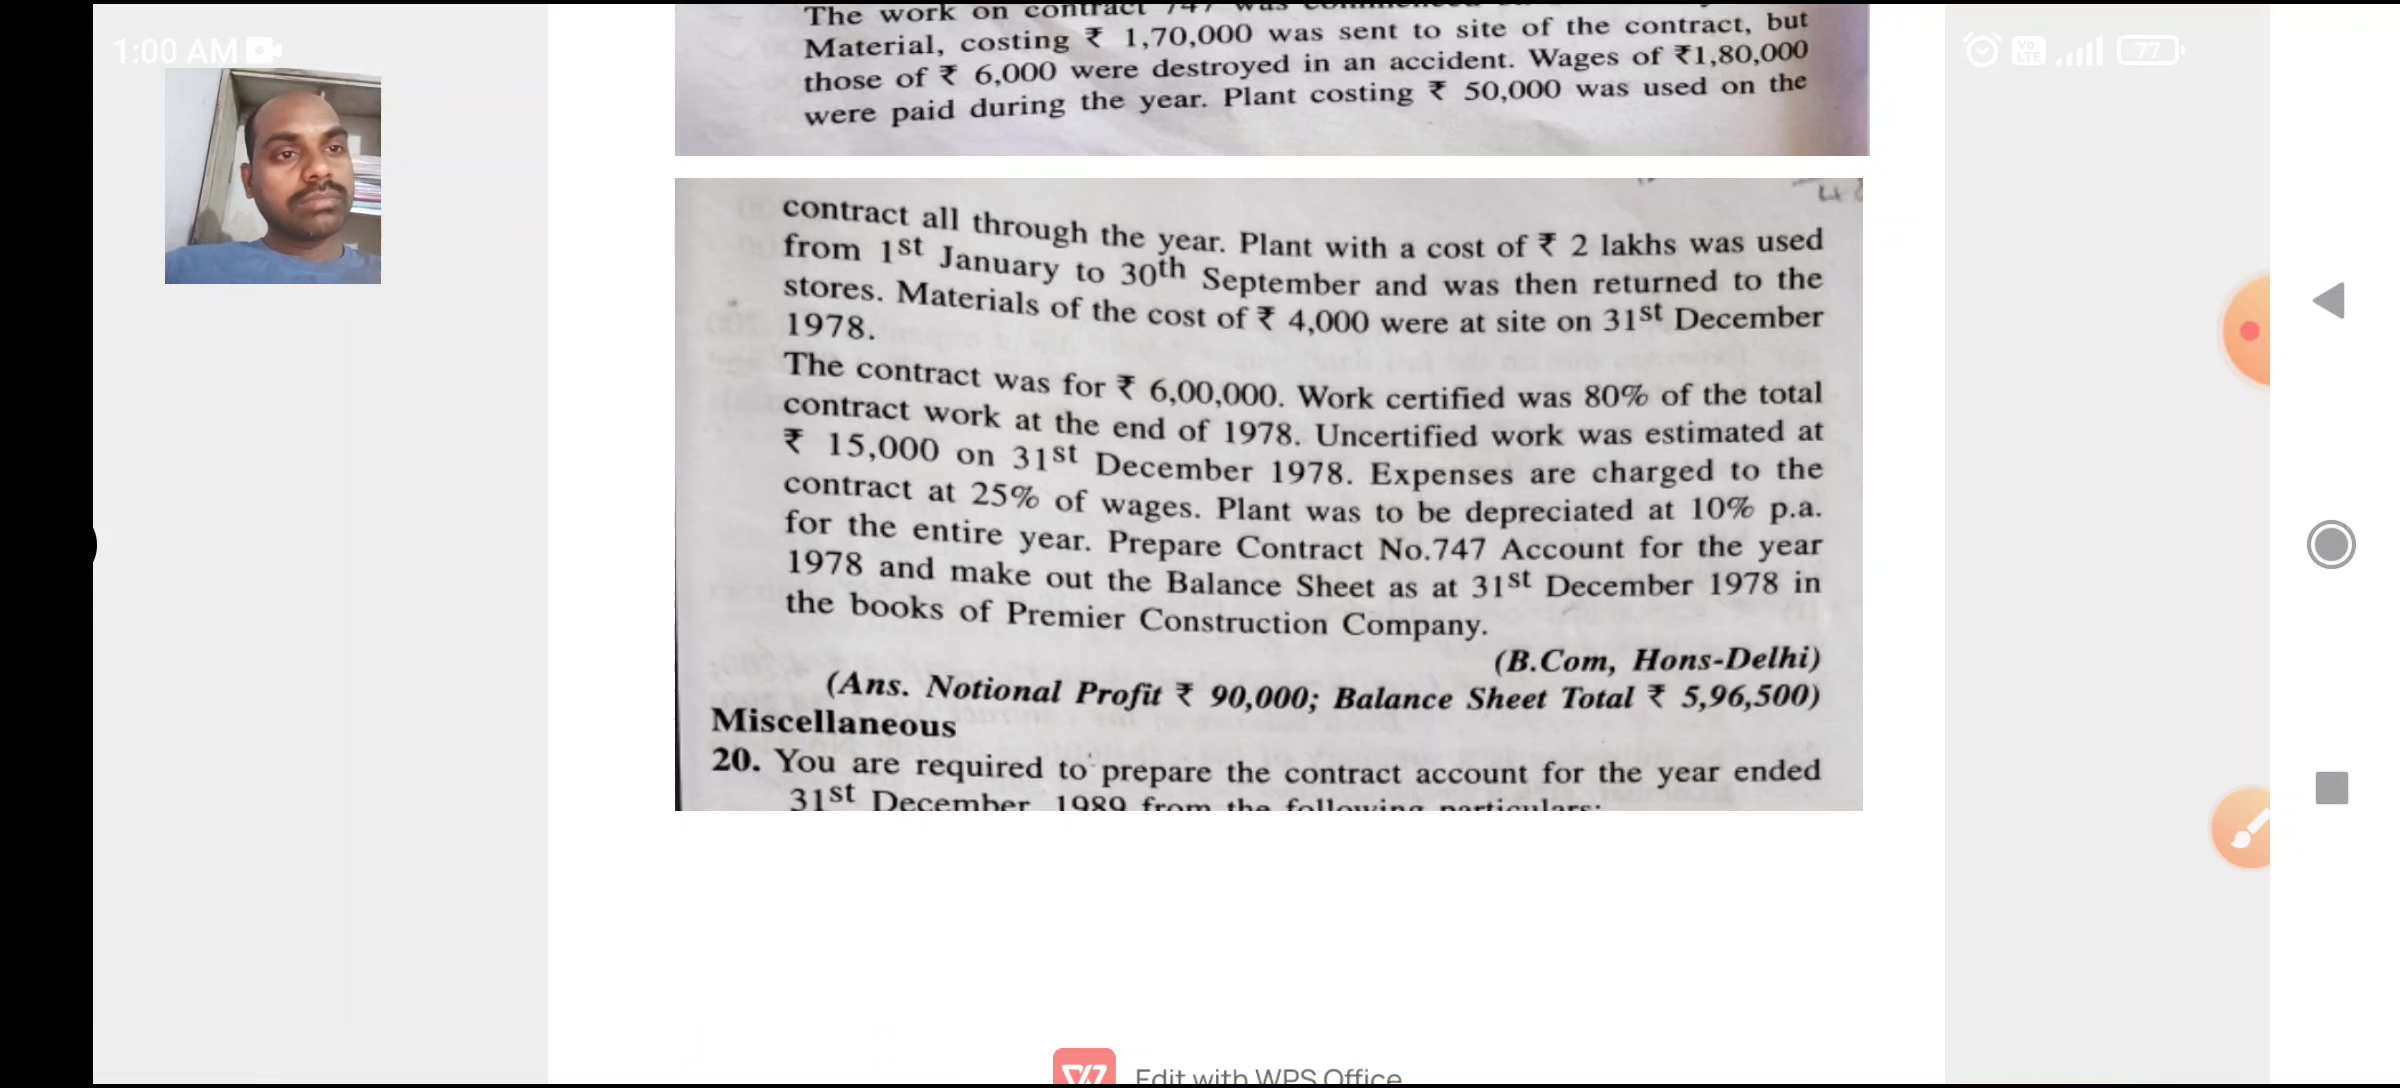 1:00 AM
77
The work on contract 747 was
Material, costing ₹ 1,70,000 was sent to site of the contract, but
those of ₹ 6,000 were destroyed in an accident. Wages of ₹1,80,000
were paid during the year. Plant costing ₹ 50,000 was used on the
contract all through the year. Plant with a cost of ₹ 2 lakhs was used
from 1st January to 30th September and was then returned to the
stores. Materials of the cost of ₹ 4,000 were at site on 31st December
1978.
The contract was for ₹ 6,00,000. Work certified was 80% of the total
contract work at the end of 1978. Uncertified work was estimated at
₹ 15,000 on 31st December 1978. Expenses are charged to the
contract at 25% of wages. Plant was to be depreciated at 10% p.a.
for the entire year. Prepare Contract No.747 Account for the year
1978 and make out the Balance Sheet as at 31st December 1978 in
the books of Premier Construction Company.
(B.Com, Hons-Delhi)
(Ans. Notional Profit ₹ 90,000; Balance Sheet Total ₹ 5,96,500)
Miscellaneous
20. You are required to prepare the contract account for the year ended
31st December 1989 from the following particulars:
Edit with WPS Office